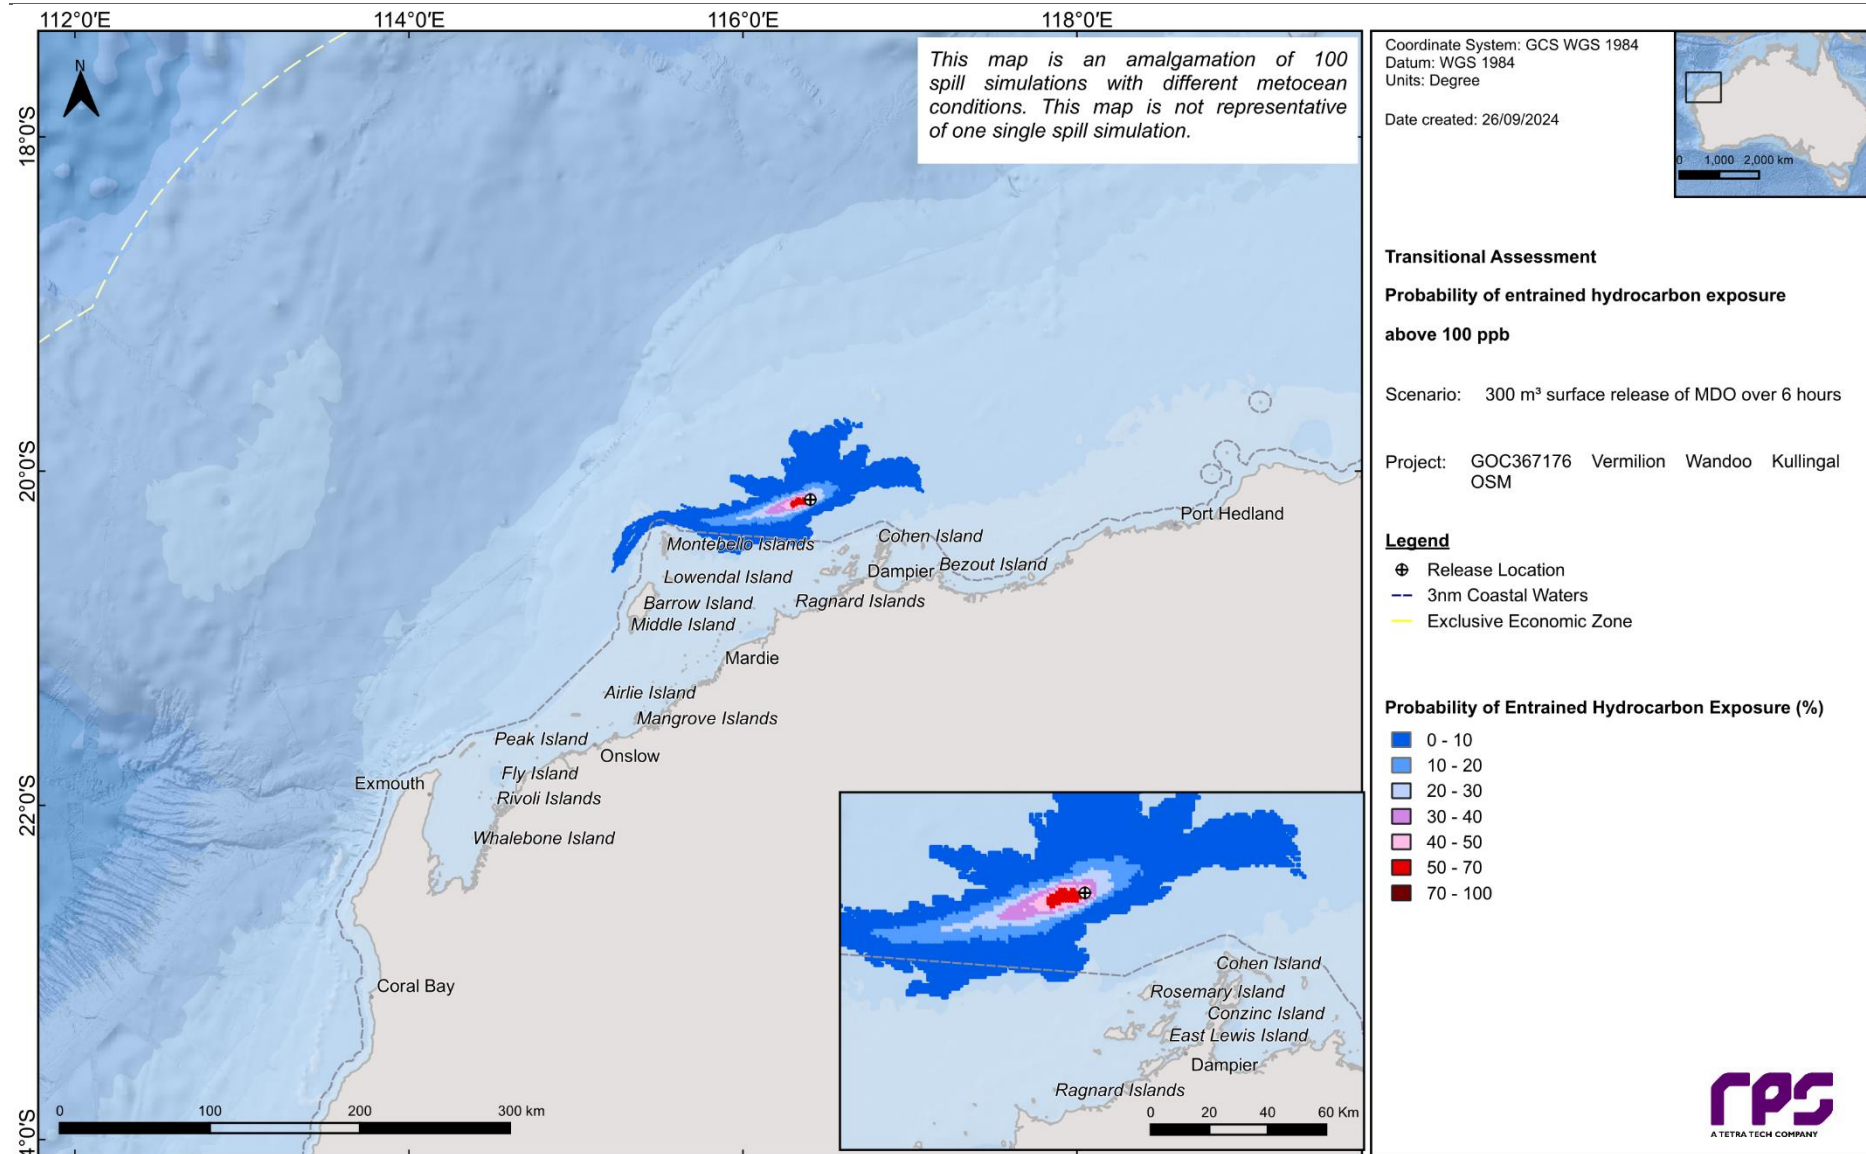 112°0'E
114°0'E
116°0'E
118°0'E
18°0'S
20°0'S
22°0'S
4°0'S
N
This map is an amalgamation of 100
spill simulations with different metocean
conditions. This map is not representative
of one single spill simulation.
Montebello Islands
Cohen Island
Port Hedland
Lowendal Island
Dampier
Bezout Island
Barrow Island
Ragnard Islands
Middle Island
Mardie
Airlie Island
Mangrove Islands
Peak Island
Onslow
Exmouth
Fly Island
Rivoli Islands
Whalebone Island
Coral Bay
0 100 200 300 km
Cohen Island
Rosemary Island
Conzinc Island
East Lewis Island
Dampier
Ragnard Islands
0 20 40 60 Km
Coordinate System: GCS WGS 1984
Datum: WGS 1984
Units: Degree
Date created: 26/09/2024
0 1,000 2,000 km
Transitional Assessment
Probability of entrained hydrocarbon exposure
above 100 ppb
Scenario: 300 m³ surface release of MDO over 6 hours
Project: GOC367176 Vermilion Wandoo Kullingal
OSM
Legend
Release Location
3nm Coastal Waters
Exclusive Economic Zone
Probability of Entrained Hydrocarbon Exposure (%)
0 - 10
10 - 20
20 - 30
30 - 40
40 - 50
50 - 70
70 - 100
rps
A TETRA TECH COMPANY